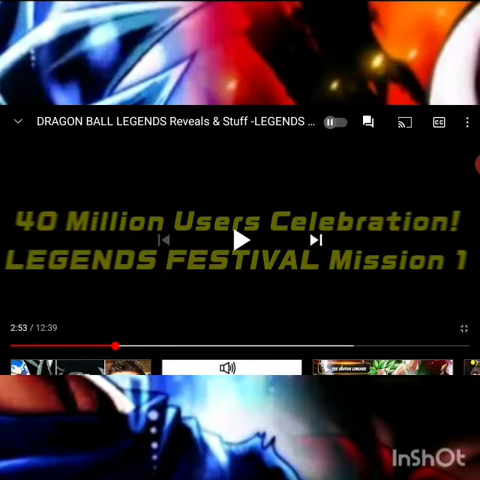 DRAGON BALL LEGENDS Reveals & Stuff -LEGENDS ...
CC
40 Million Users Celebration!
LEGENDS FESTIVAL Mission 1
2:53 / 12:39
InShOt